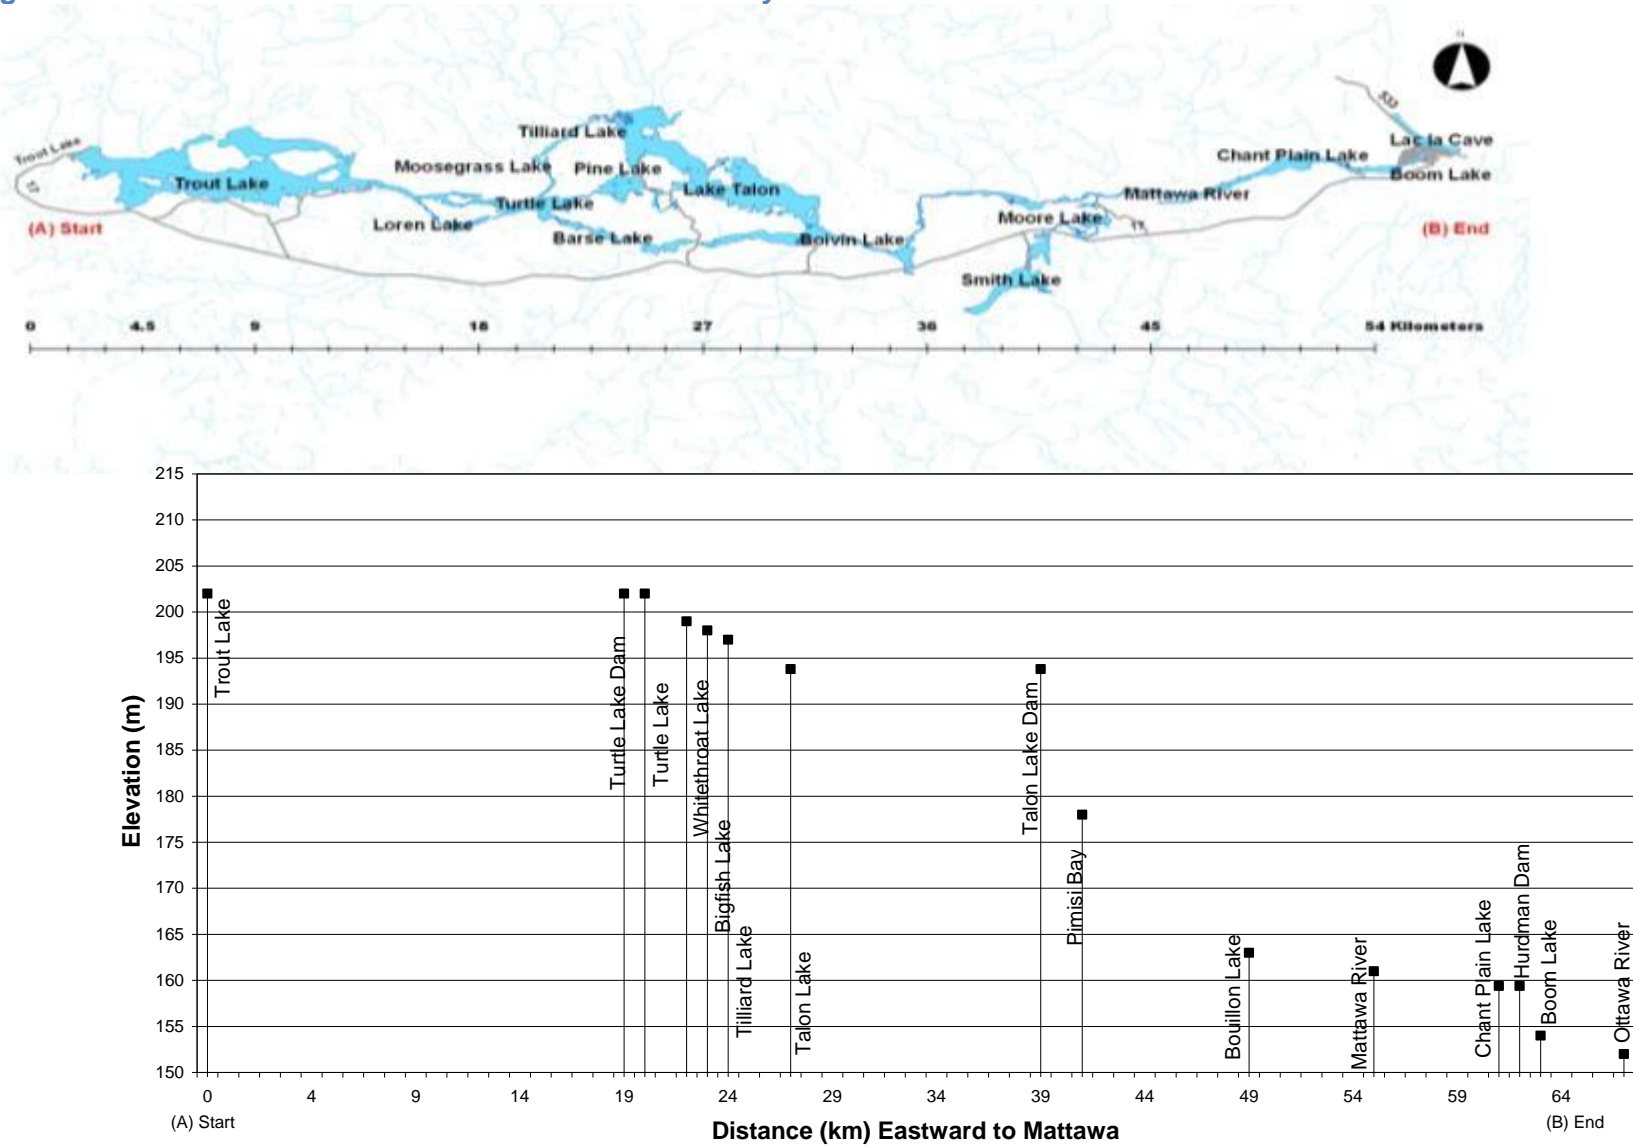 N
533
Trout Lake
Tilliard Lake
Lac la Cave
Moosegrass Lake
Pine Lake
Chant Plain Lake
17
Trout Lake
Lake Talon
Boom Lake
Turtle Lake
Mattawa River
(A) Start
Loren Lake
Barse Lake
Boivin Lake
Moore Lake
17
(B) End
Smith Lake
0 4.5 9 18 27 36 45 54 Kilometers
215
210
205
200
195
190
185
180
175
170
165
160
155
150
Elevation (m)
Trout Lake
Turtle Lake Dam
Turtle Lake
Whitethroat Lake
Bigfish Lake
Tilliard Lake
Talon Lake
Talon Lake Dam
Pimisi Bay
Bouillon Lake
Mattawa River
Chant Plain Lake
Hurdman Dam
Boom Lake
Ottawa River
0 4 9 14 19 24 29 34 39 44 49 54 59 64
(A) Start (B) End
Distance (km) Eastward to Mattawa